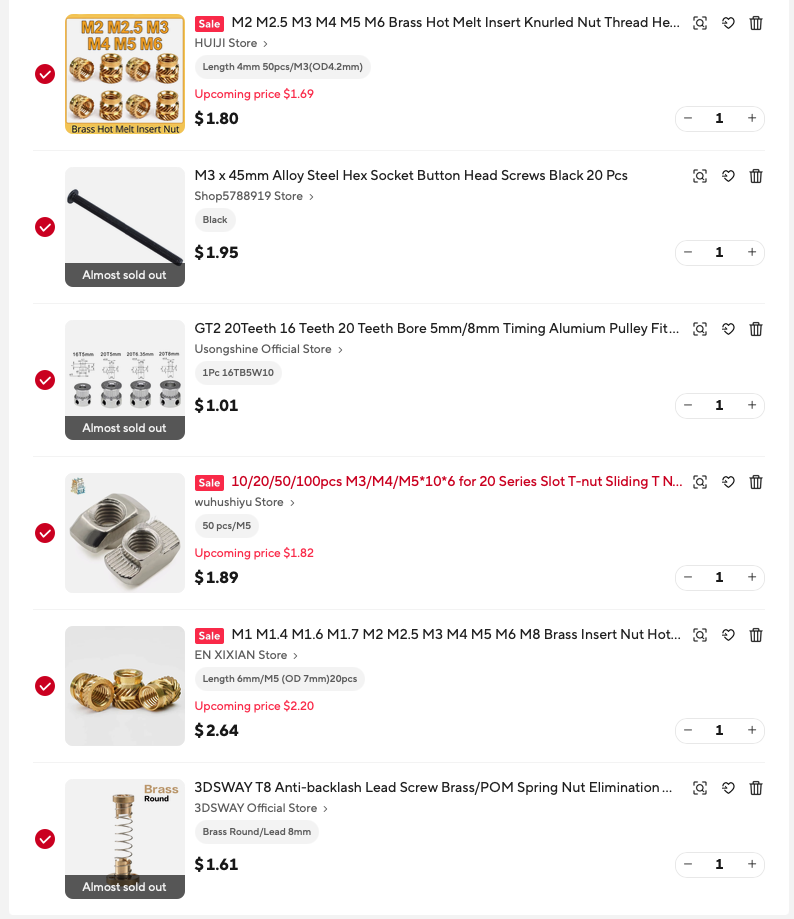 M2 M2.5 M3
M4 M5 M6
Brass Hot Melt Insert Nut
Sale M2 M2.5 M3 M4 M5 M6 Brass Hot Melt Insert Knurled Nut Thread He...
HUIJI Store >
Length 4mm 50pcs/M3(OD4.2mm)
Upcoming price $1.69
$1.80
− 1 +
M3 x 45mm Alloy Steel Hex Socket Button Head Screws Black 20 Pcs
Shop5788919 Store >
Black
Almost sold out
$1.95
− 1 +
GT2 20Teeth 16 Teeth 20 Teeth Bore 5mm/8mm Timing Alumium Pulley Fit...
Usongshine Official Store >
16T5mm 20T5mm 20T6.35mm 20T8mm
1Pc 16TB5W10
Almost sold out
$1.01
− 1 +
Sale 10/20/50/100pcs M3/M4/M5*10*6 for 20 Series Slot T-nut Sliding T N...
wuhushiyu Store >
50 pcs/M5
Upcoming price $1.82
$1.89
− 1 +
Sale M1 M1.4 M1.6 M1.7 M2 M2.5 M3 M4 M5 M6 M8 Brass Insert Nut Hot...
EN XIXIAN Store >
Length 6mm/M5 (OD 7mm)20pcs
Upcoming price $2.20
$2.64
− 1 +
Brass
Round
3DSWAY T8 Anti-backlash Lead Screw Brass/POM Spring Nut Elimination ...
3DSWAY Official Store >
Brass Round/Lead 8mm
Almost sold out
$1.61
− 1 +